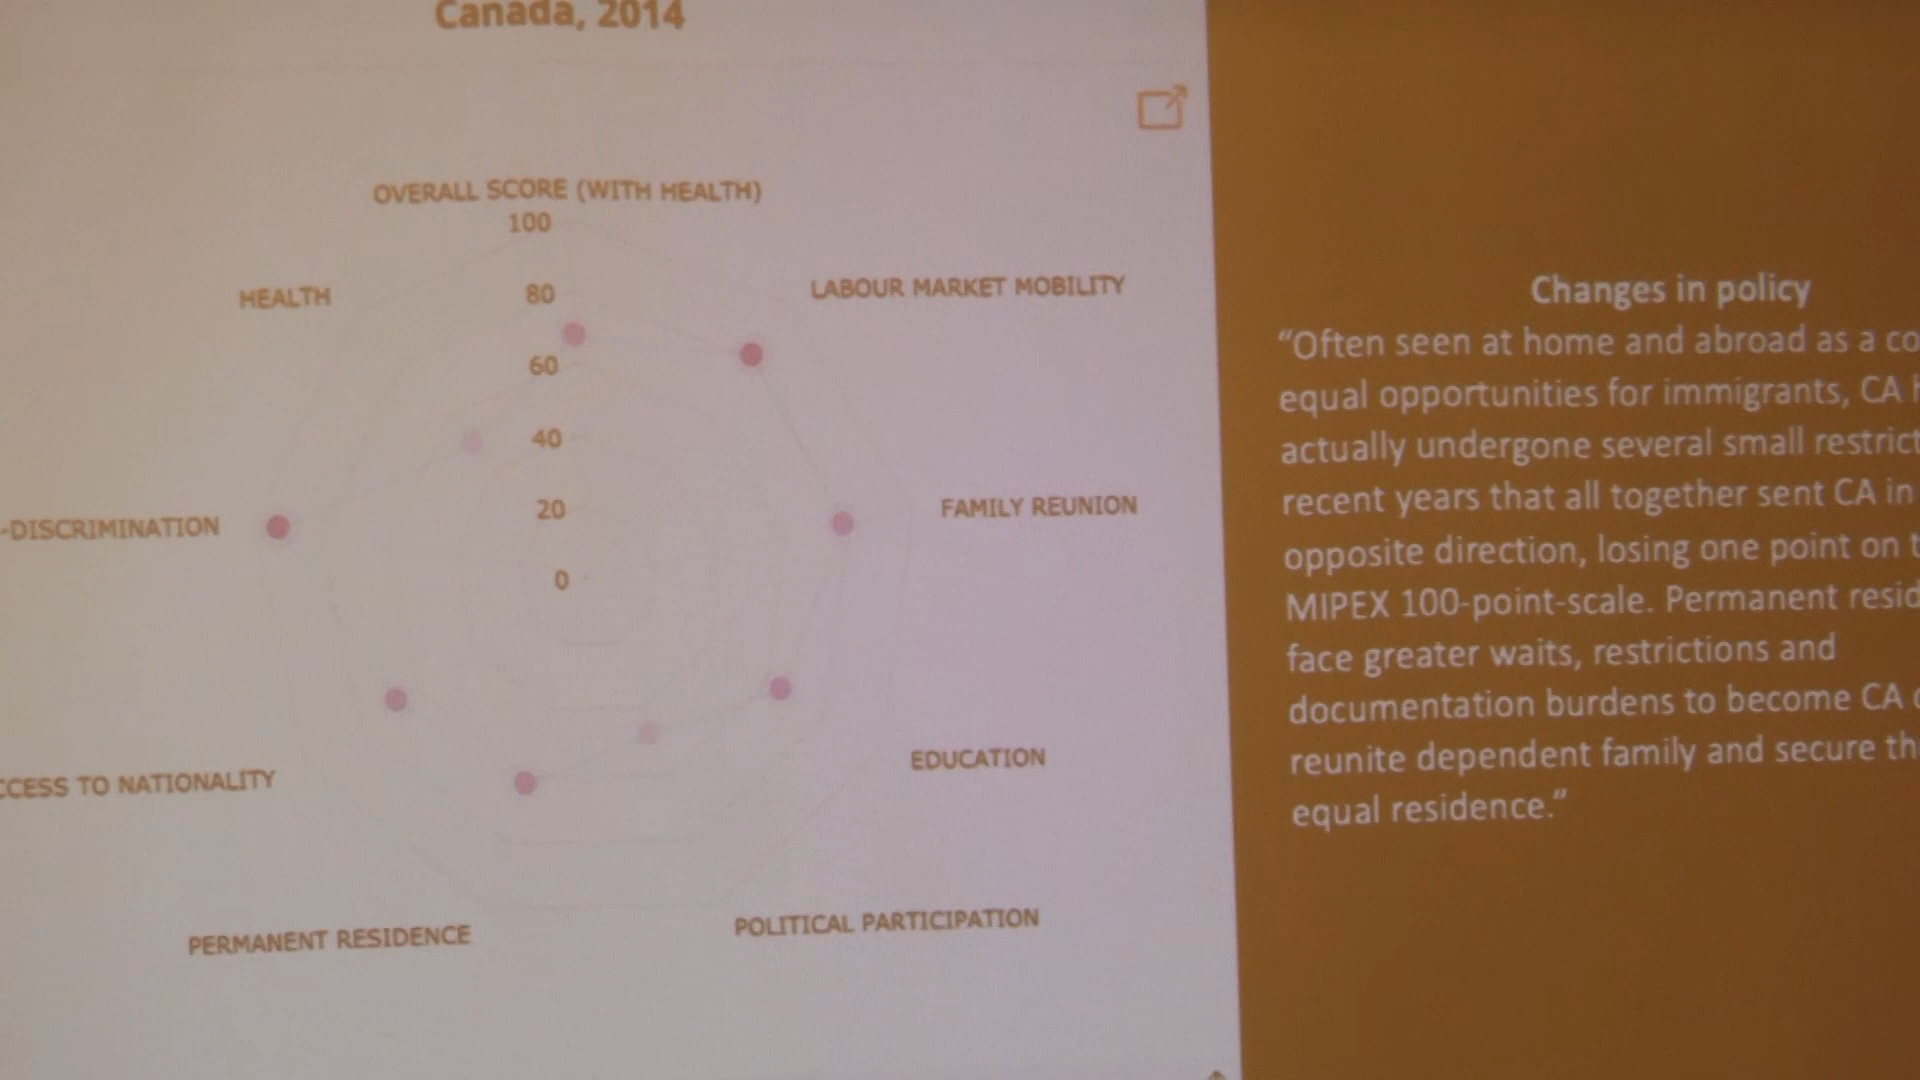 Canada, 2014
OVERALL SCORE (WITH HEALTH)
100
80
60
40
20
0
HEALTH
LABOUR MARKET MOBILITY
-DISCRIMINATION
FAMILY REUNION
CCESS TO NATIONALITY
EDUCATION
PERMANENT RESIDENCE
POLITICAL PARTICIPATION
Changes in policy
“Often seen at home and abroad as a co
equal opportunities for immigrants, CA h
actually undergone several small restrict
recent years that all together sent CA in
opposite direction, losing one point on t
MIPEX 100-point-scale. Permanent resid
face greater waits, restrictions and
documentation burdens to become CA
reunite dependent family and secure th
equal residence.”